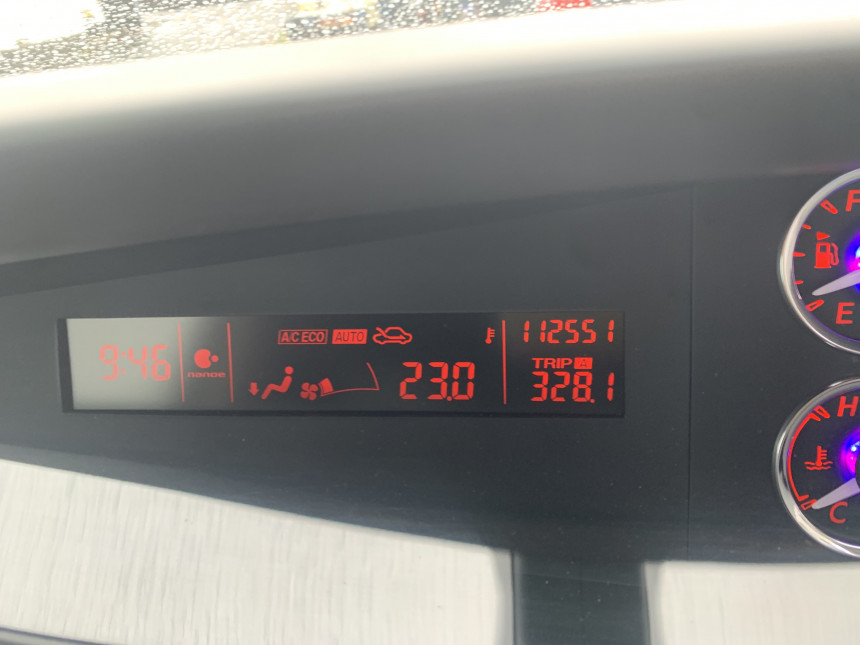 9:46
nanoe
A/C ECO AUTO
23.0
112551
TRIP A
328.1
F
E
H
C